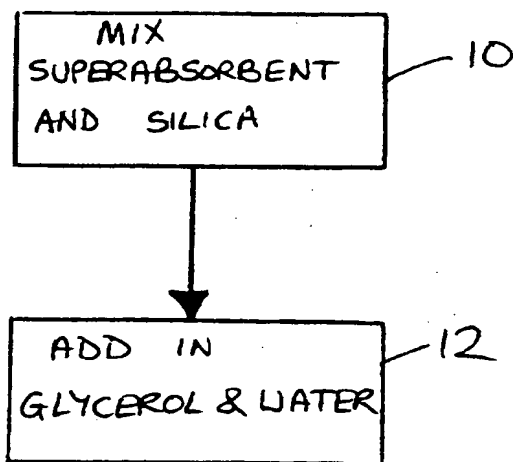 MIX
SUPERABSORBENT
AND SILICA
10
ADD IN
GLYCEROL & WATER
12